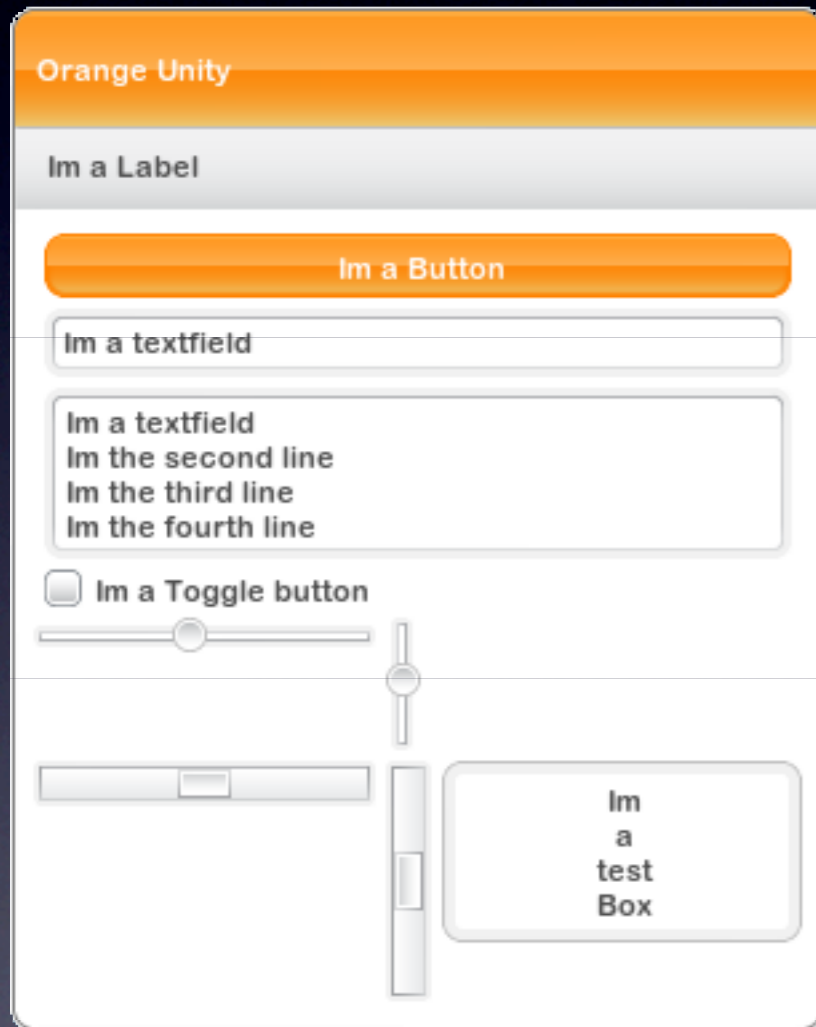 Orange Unity
Im a Label
Im a Button
Im a textfield
Im a textfield
Im the second line
Im the third line
Im the fourth line
Im a Toggle button
Im
a
test
Box